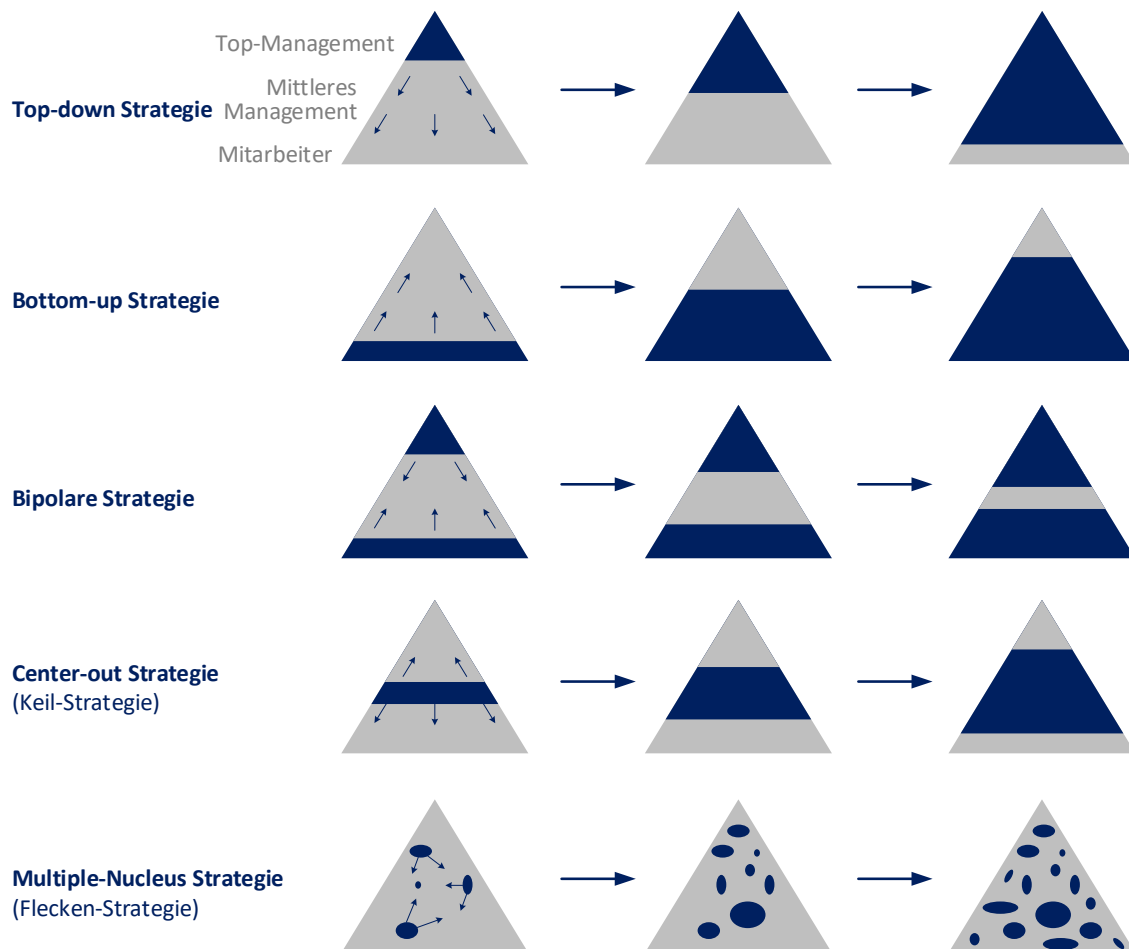 Top-Management
Mittleres
Management
Top-down Strategie
Mitarbeiter
Bottom-up Strategie
Bipolare Strategie
Center-out Strategie
(Keil-Strategie)
Multiple-Nucleus Strategie
(Flecken-Strategie)